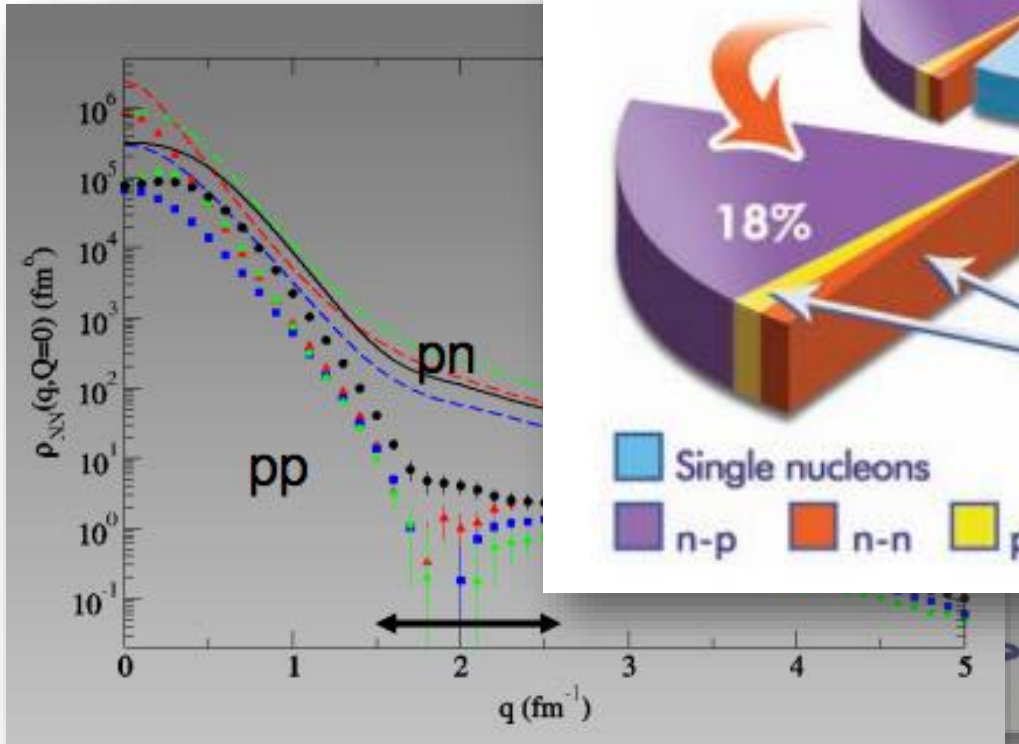 ρNN(q,Q=0) (fm⁶)
10⁶
10⁵
10⁴
10³
10²
10¹
10⁰
10⁻¹
pn
pp
0
1
2
3
4
5
q (fm⁻¹)
18%
Single nucleons
n-p
n-n
p